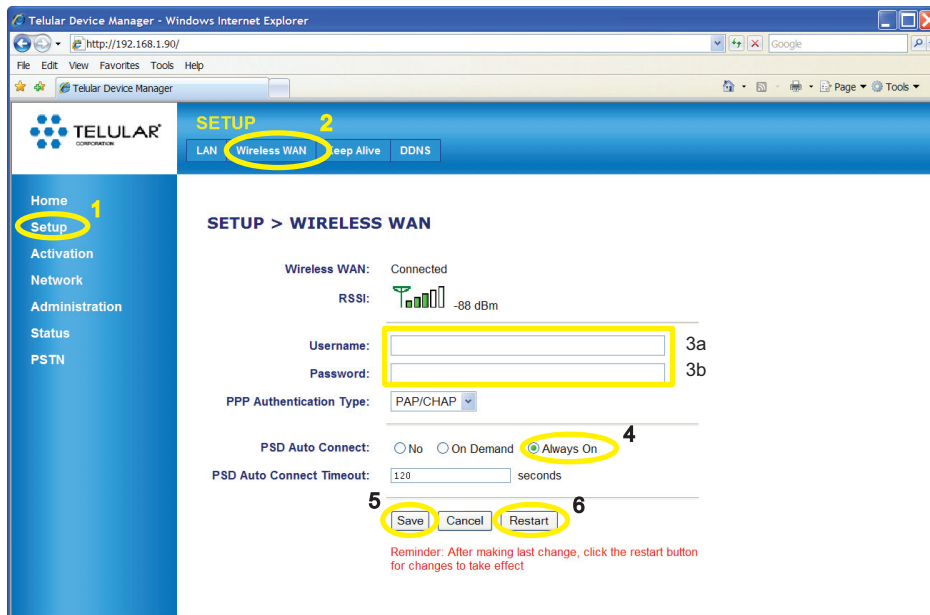 Telular Device Manager - Windows Internet Explorer
http://192.168.1.90/
Google
File Edit View Favorites Tools Help
Telular Device Manager
Page Tools
TELULAR
CORPORATION
SETUP 2
LAN Wireless WAN Keep Alive DDNS
Home
1
Setup
Activation
Network
Administration
Status
PSTN
SETUP > WIRELESS WAN
Wireless WAN: Connected
RSSI: -88 dBm
Username: 3a
Password: 3b
PPP Authentication Type: PAP/CHAP
4
PSD Auto Connect: No On Demand Always On
PSD Auto Connect Timeout: 120 seconds
5 6
Save Cancel Restart
Reminder: After making last change, click the restart button
for changes to take effect